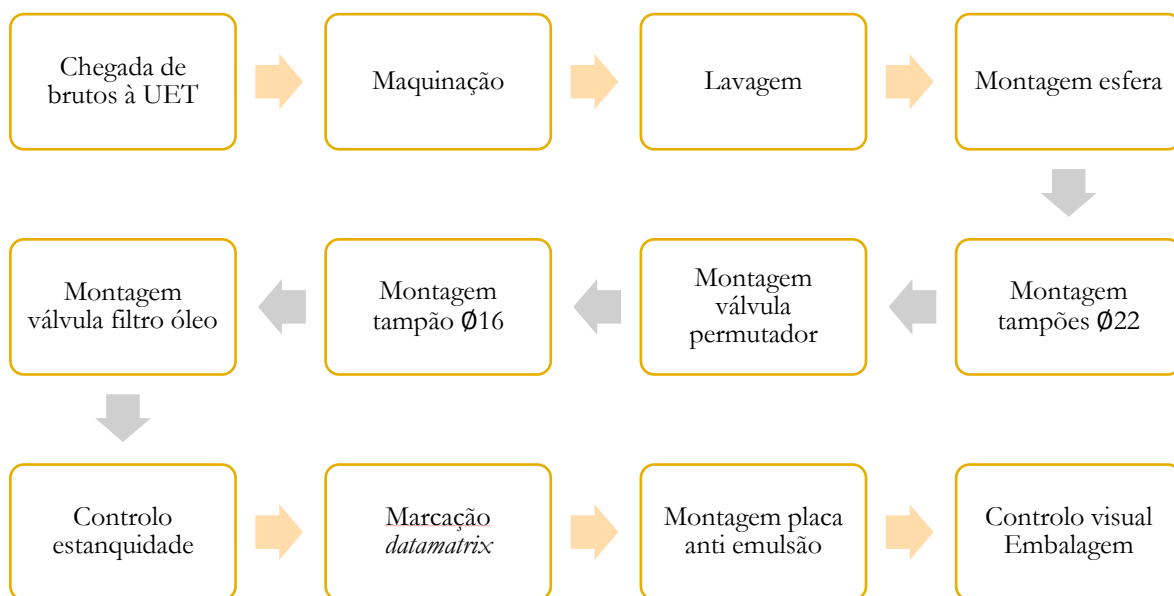 Chegada de
brutos à UET
Maquinação
Lavagem
Montagem esfera
Montagem
tampões Ø22
Montagem
válvula
permutador
Montagem
tampão Ø16
Montagem
válvula filtro óleo
Controlo
estanquidade
Marcação
datamatrix
Montagem placa
anti emulsão
Controlo visual
Embalagem